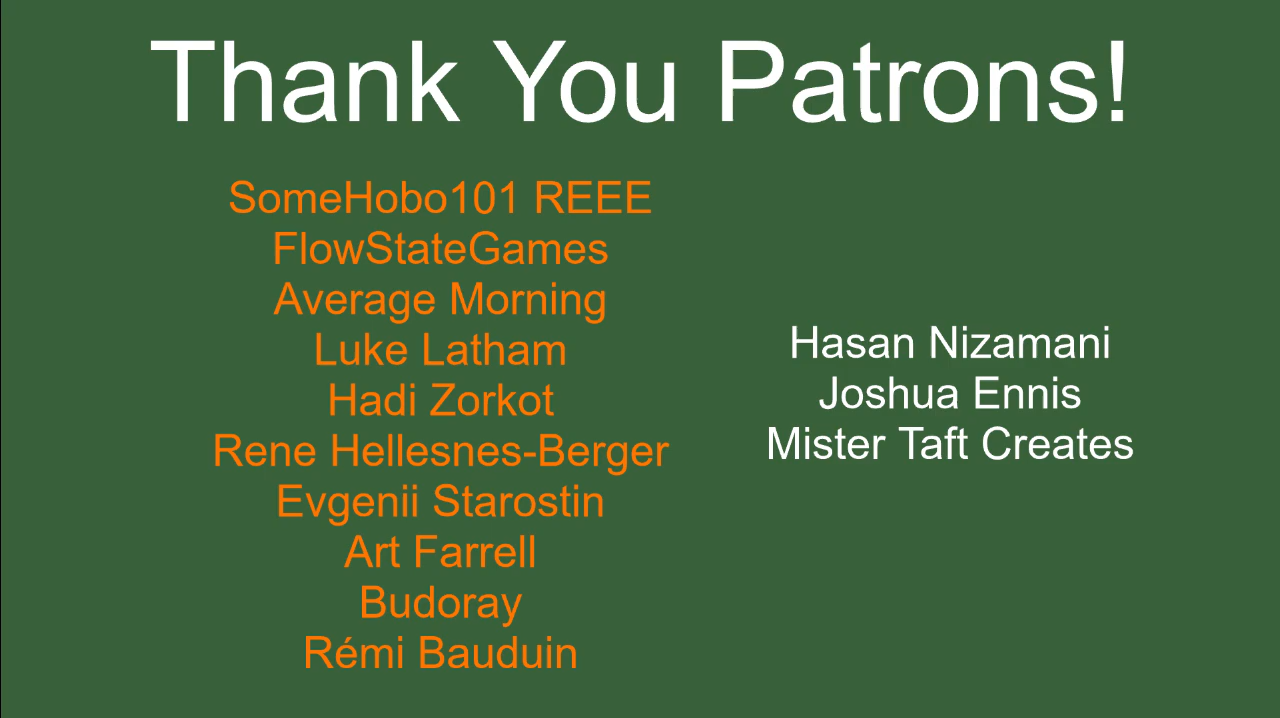 Thank You Patrons!
SomeHobo101 REEE
FlowStateGames
Average Morning
Luke Latham
Hadi Zorkot
Rene Hellesnes-Berger
Evgenii Starostin
Art Farrell
Budoray
Rémi Bauduin
Hasan Nizamani
Joshua Ennis
Mister Taft Creates